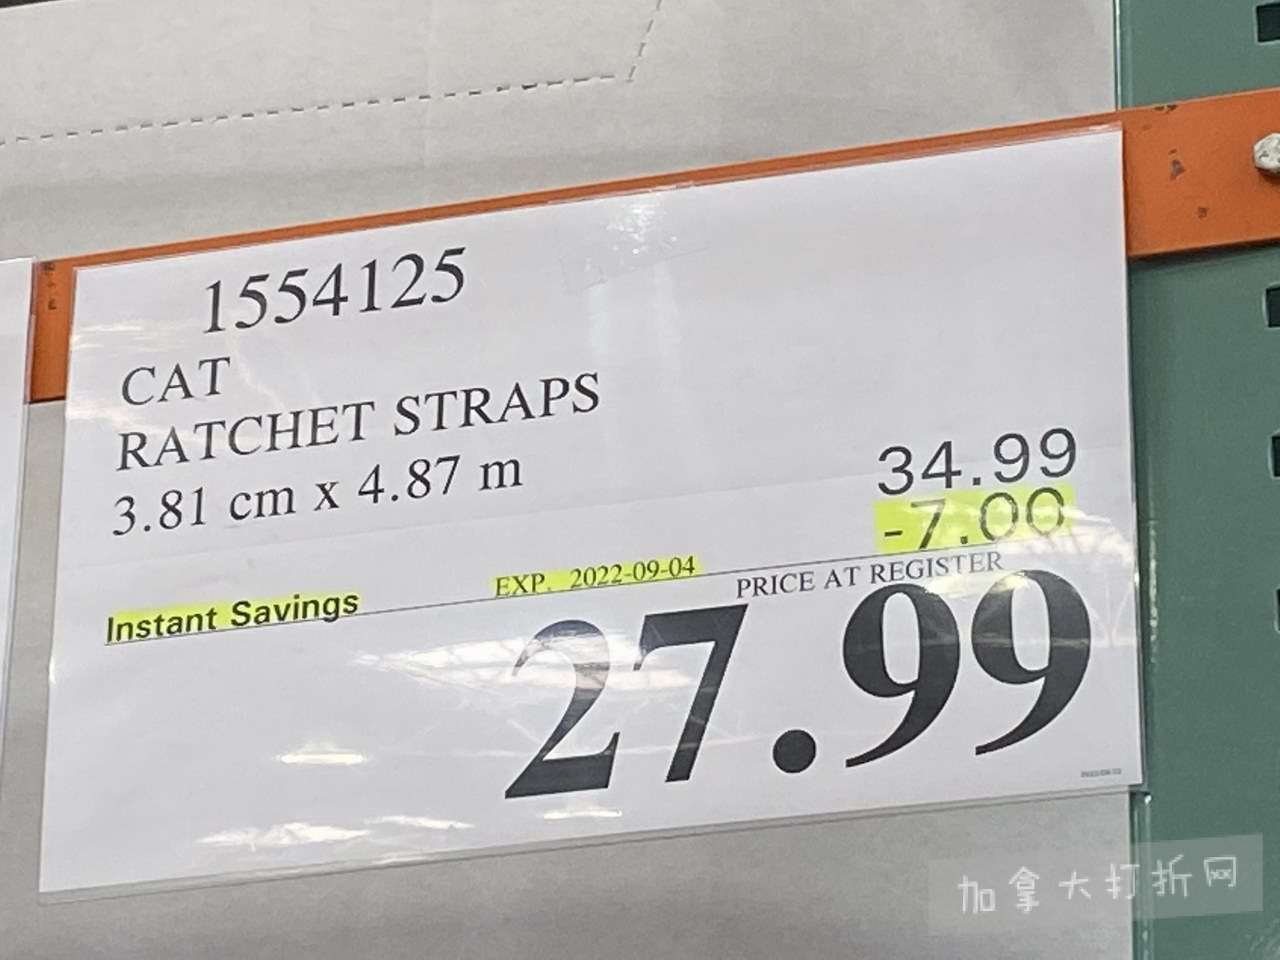 1554125
CAT
RATCHET STRAPS
3.81 cm x 4.87 m
34.99
-7.00
Instant Savings
EXP. 2022-09-04
PRICE AT REGISTER
27.99
加拿大打折网